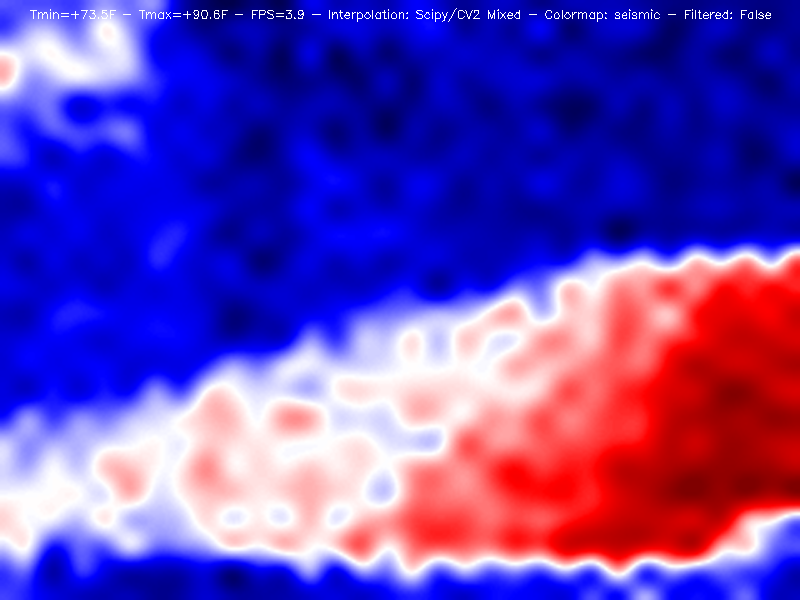 Tmin=+73.5F - Tmax=+90.6F - FPS=3.9 - Interpolation: Scipy/CV2 Mixed - Colormap: seismic - Filtered: False